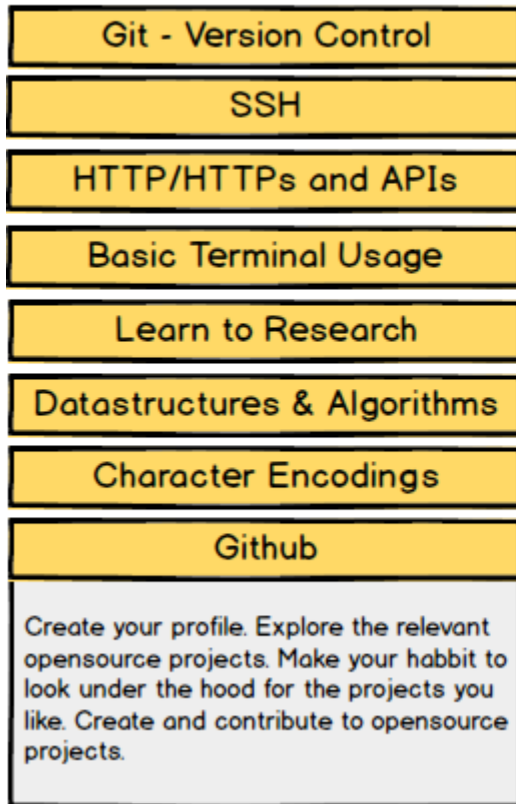 Git - Version Control
SSH
HTTP/HTTPs and APIs
Basic Terminal Usage
Learn to Research
Datastructures & Algorithms
Character Encodings
Github
Create your profile. Explore the relevant
opensource projects. Make your habbit to
look under the hood for the projects you
like. Create and contribute to opensource
projects.